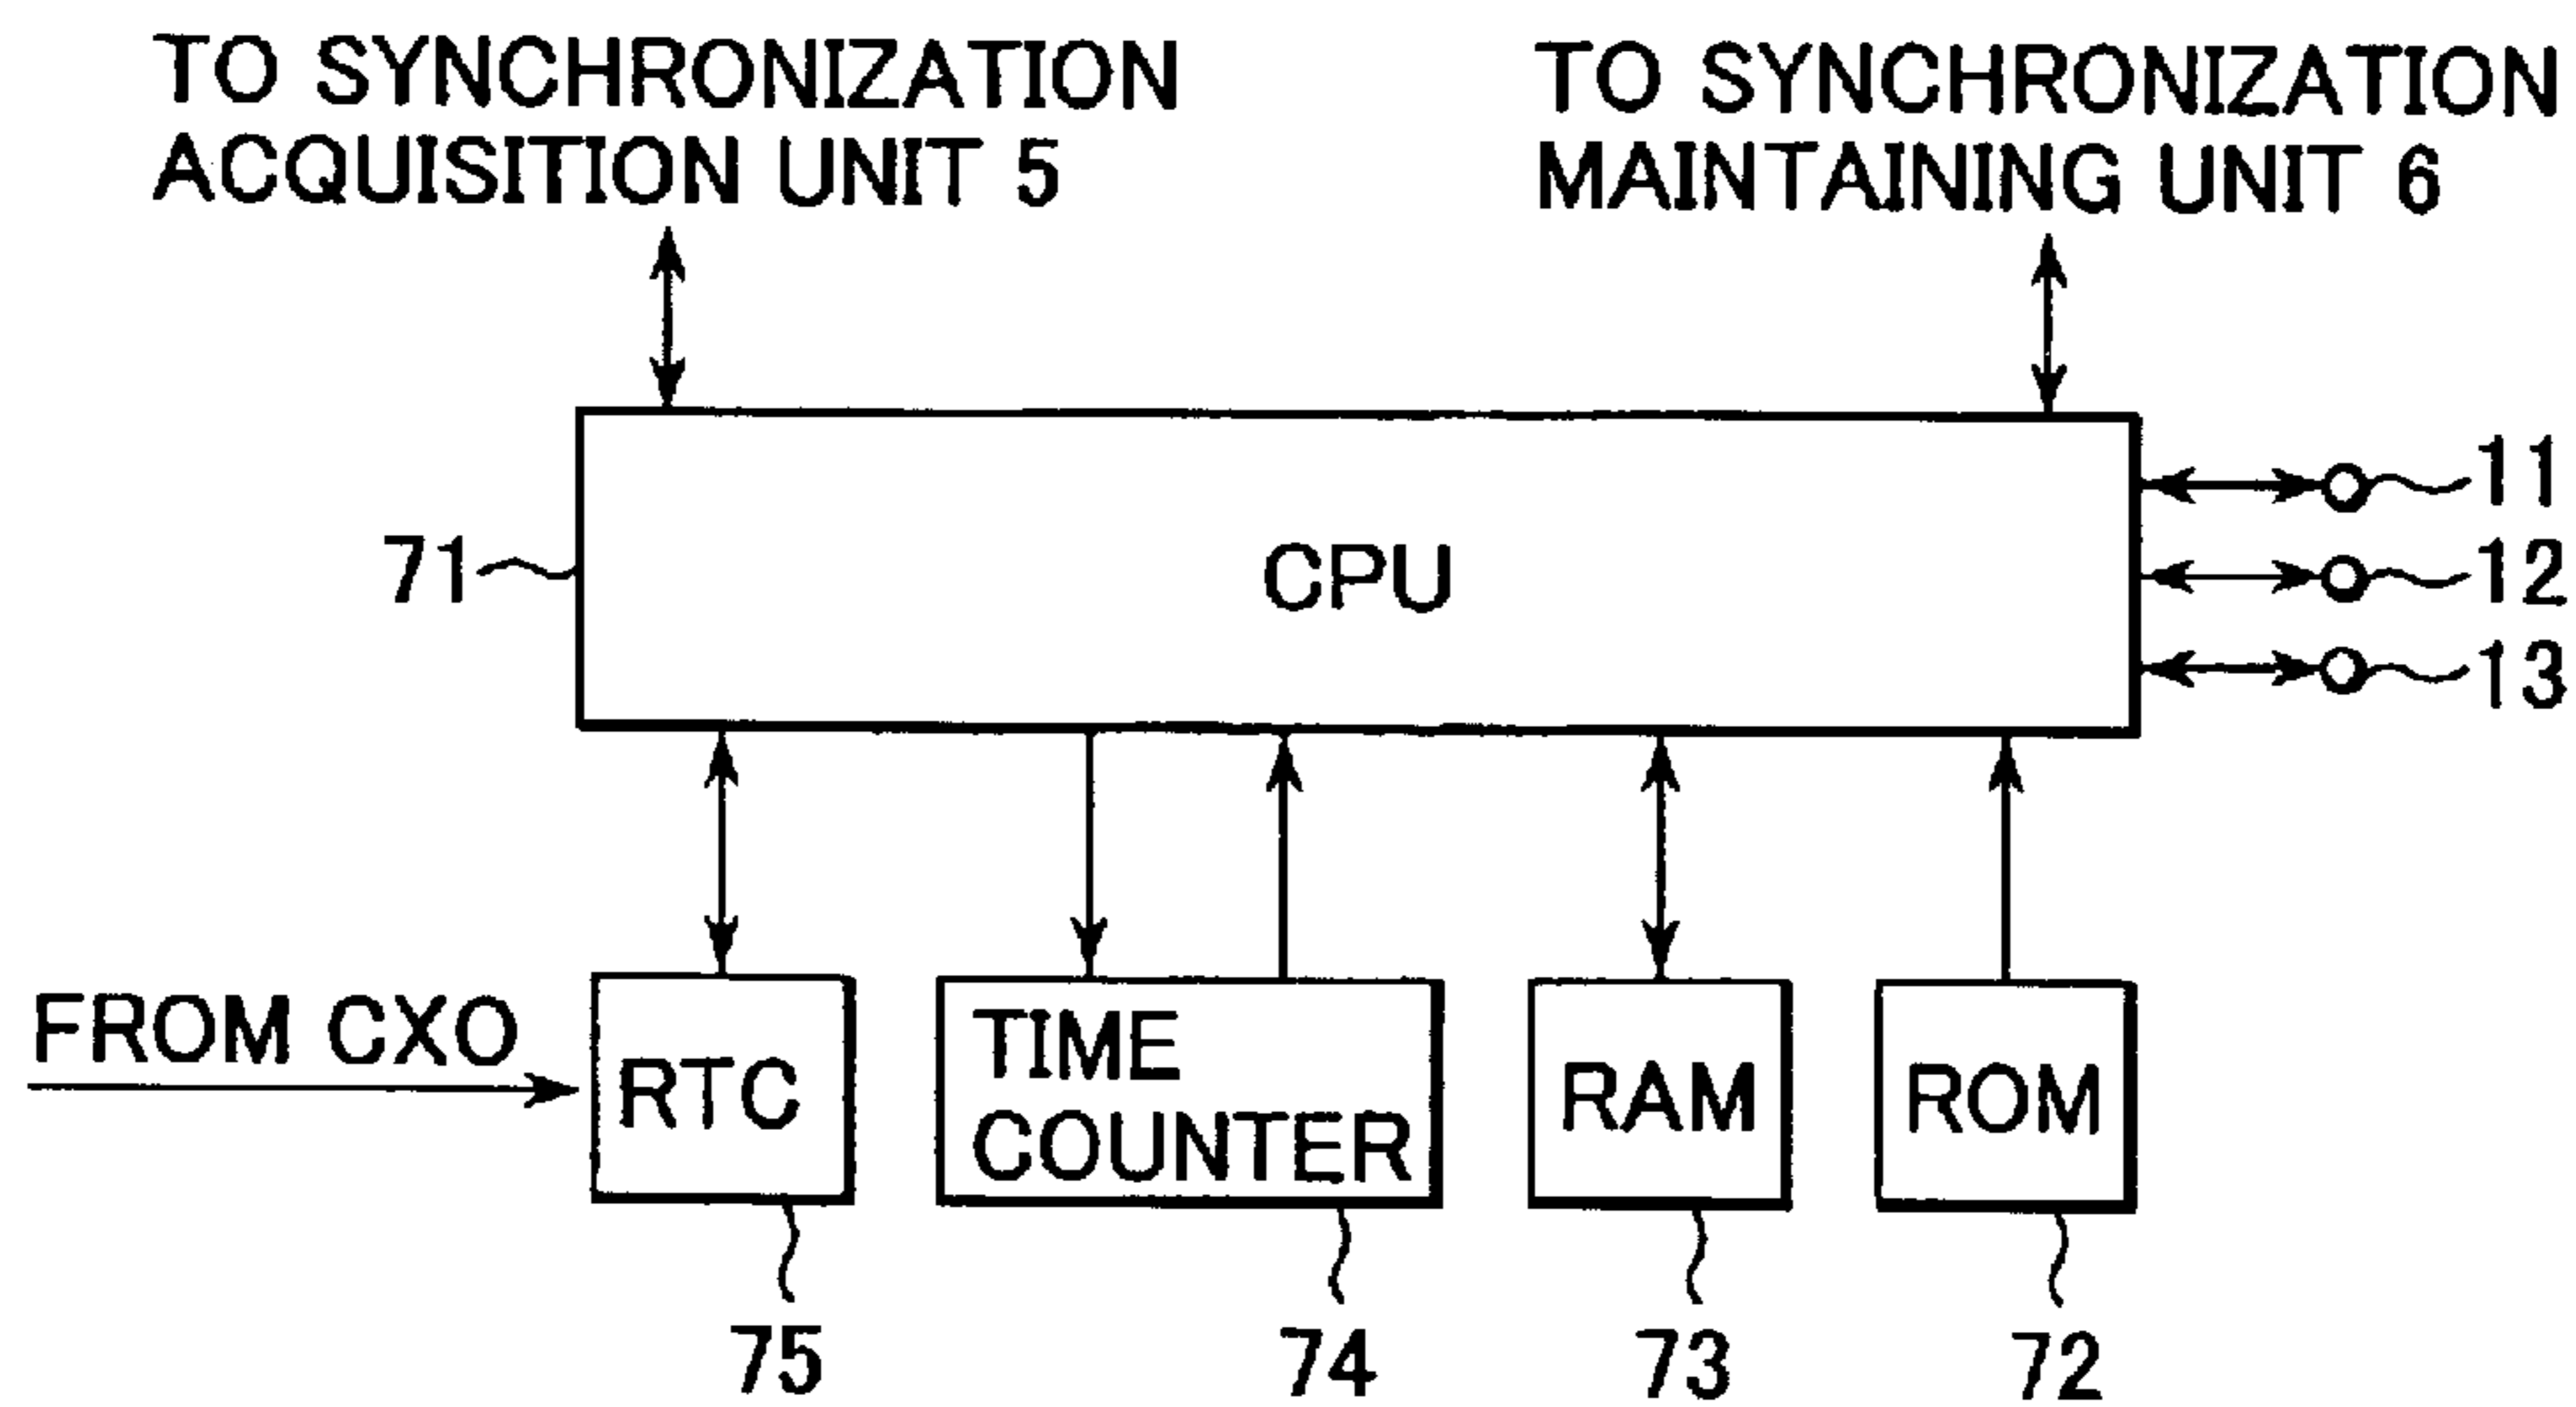 TO SYNCHRONIZATION
ACQUISITION UNIT 5
TO SYNCHRONIZATION
MAINTAINING UNIT 6
11
71
CPU
12
13
FROM CXO
RTC
TIME
COUNTER
RAM
ROM
75
74
73
72